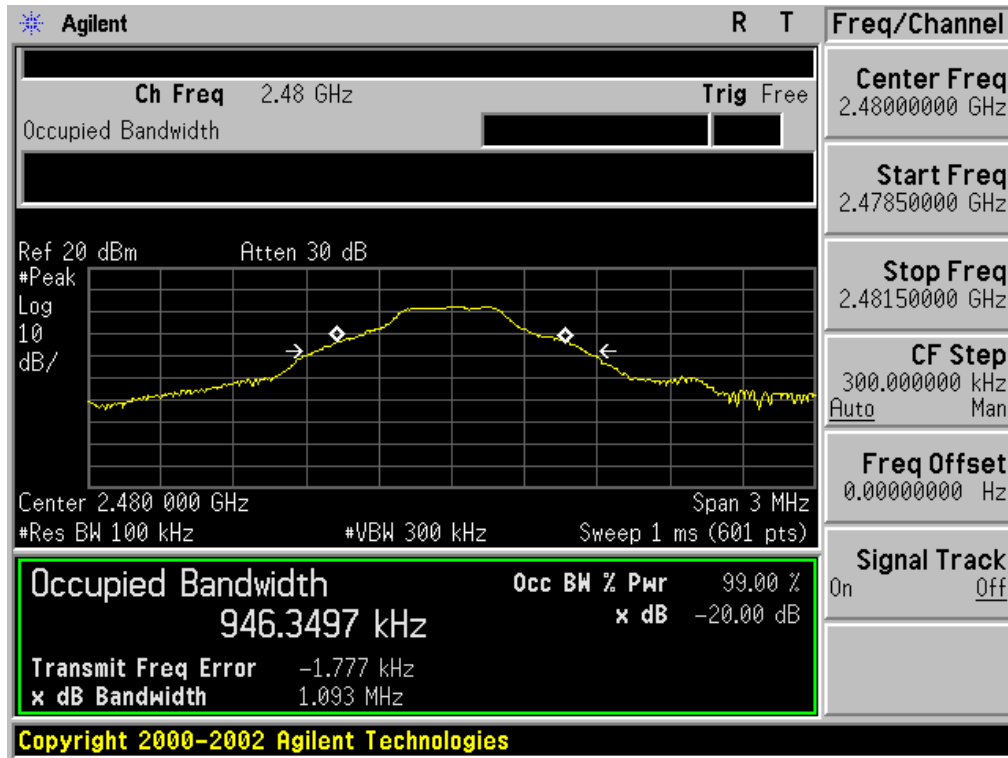 Agilent R T
Ch Freq 2.48 GHz Trig Free
Occupied Bandwidth
Ref 20 dBm Atten 30 dB
#Peak
Log
10
dB/
Center 2.480 000 GHz Span 3 MHz
#Res BW 100 kHz #VBW 300 kHz Sweep 1 ms (601 pts)
Occupied Bandwidth Occ BW % Pwr 99.00 %
946.3497 kHz x dB -20.00 dB
Transmit Freq Error -1.777 kHz
x dB Bandwidth 1.093 MHz
Copyright 2000-2002 Agilent Technologies
Freq/Channel
Center Freq
2.48000000 GHz
Start Freq
2.47850000 GHz
Stop Freq
2.48150000 GHz
CF Step
300.000000 kHz
Auto Man
Freq Offset
0.00000000 Hz
Signal Track
On Off